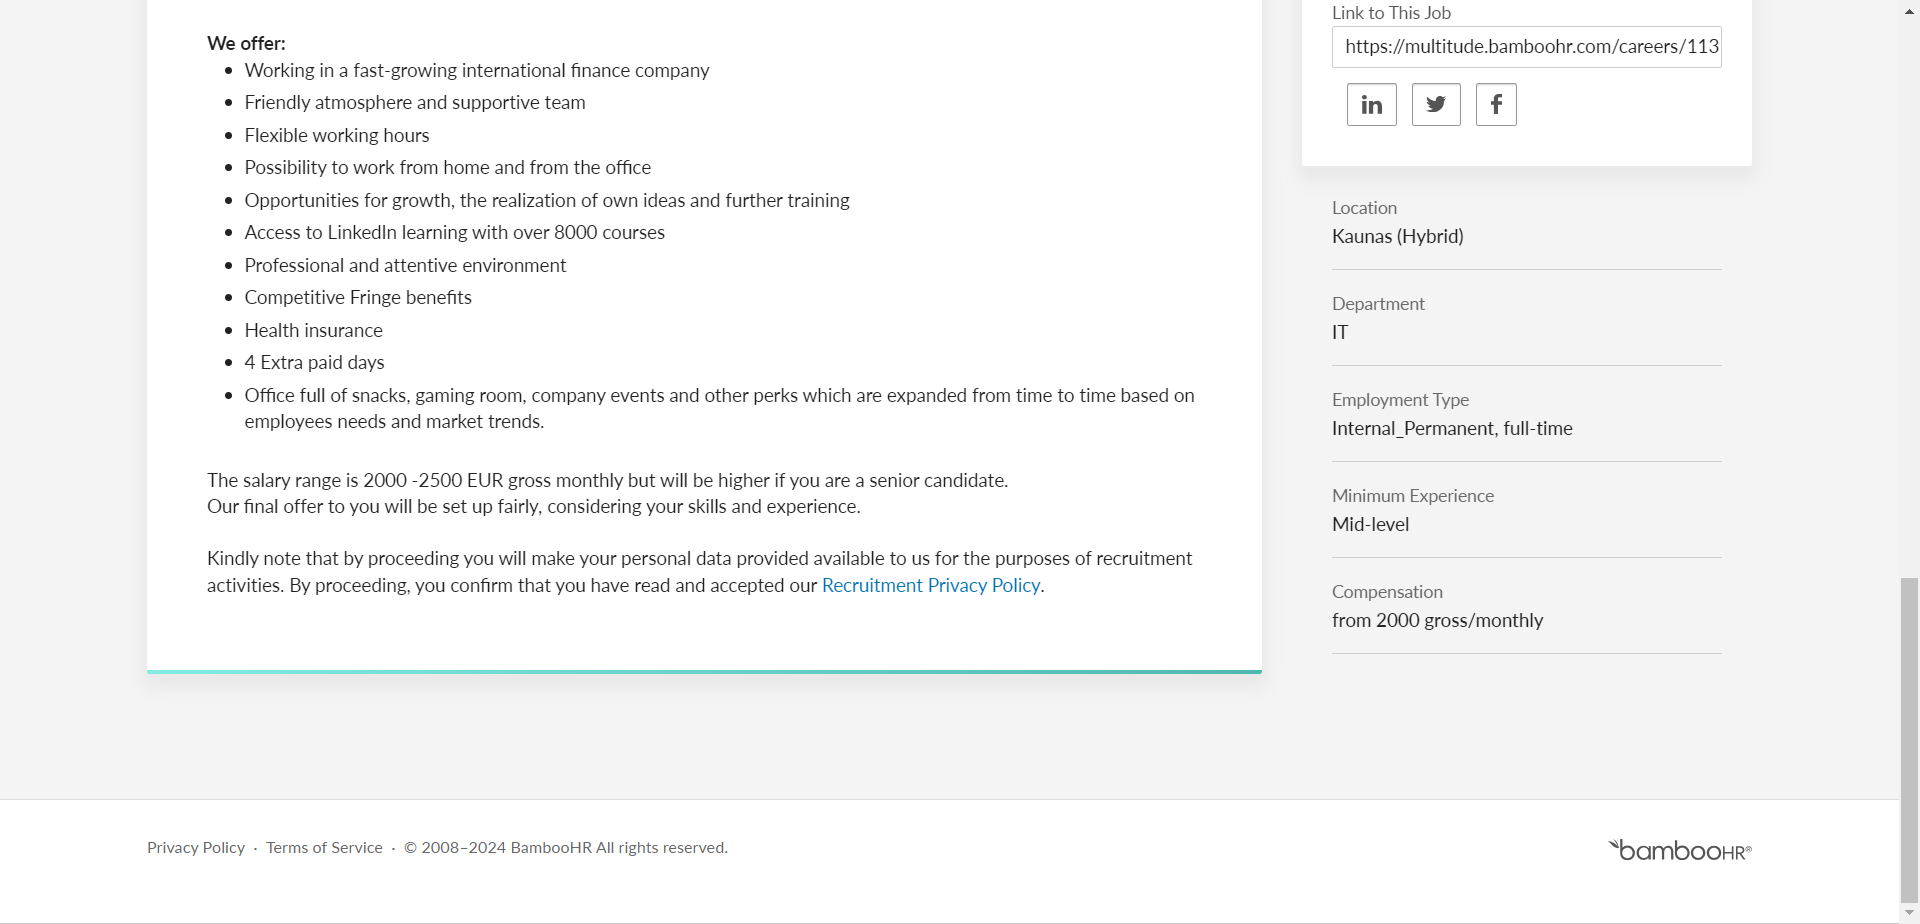 We offer:
Working in a fast-growing international finance company
Friendly atmosphere and supportive team
Flexible working hours
Possibility to work from home and from the office
Opportunities for growth, the realization of own ideas and further training
Access to LinkedIn learning with over 8000 courses
Professional and attentive environment
Competitive Fringe benefits
Health insurance
4 Extra paid days
Office full of snacks, gaming room, company events and other perks which are expanded from time to time based on
employees needs and market trends.
The salary range is 2000 -2500 EUR gross monthly but will be higher if you are a senior candidate.
Our final offer to you will be set up fairly, considering your skills and experience.
Kindly note that by proceeding you will make your personal data provided available to us for the purposes of recruitment
activities. By proceeding, you confirm that you have read and accepted our Recruitment Privacy Policy.
Link to This Job
https://multitude.bamboohr.com/careers/113
in
f
Location
Kaunas (Hybrid)
Department
IT
Employment Type
Internal_Permanent, full-time
Minimum Experience
Mid-level
Compensation
from 2000 gross/monthly
Privacy Policy · Terms of Service · © 2008–2024 BambooHR All rights reserved.
bambooHR®